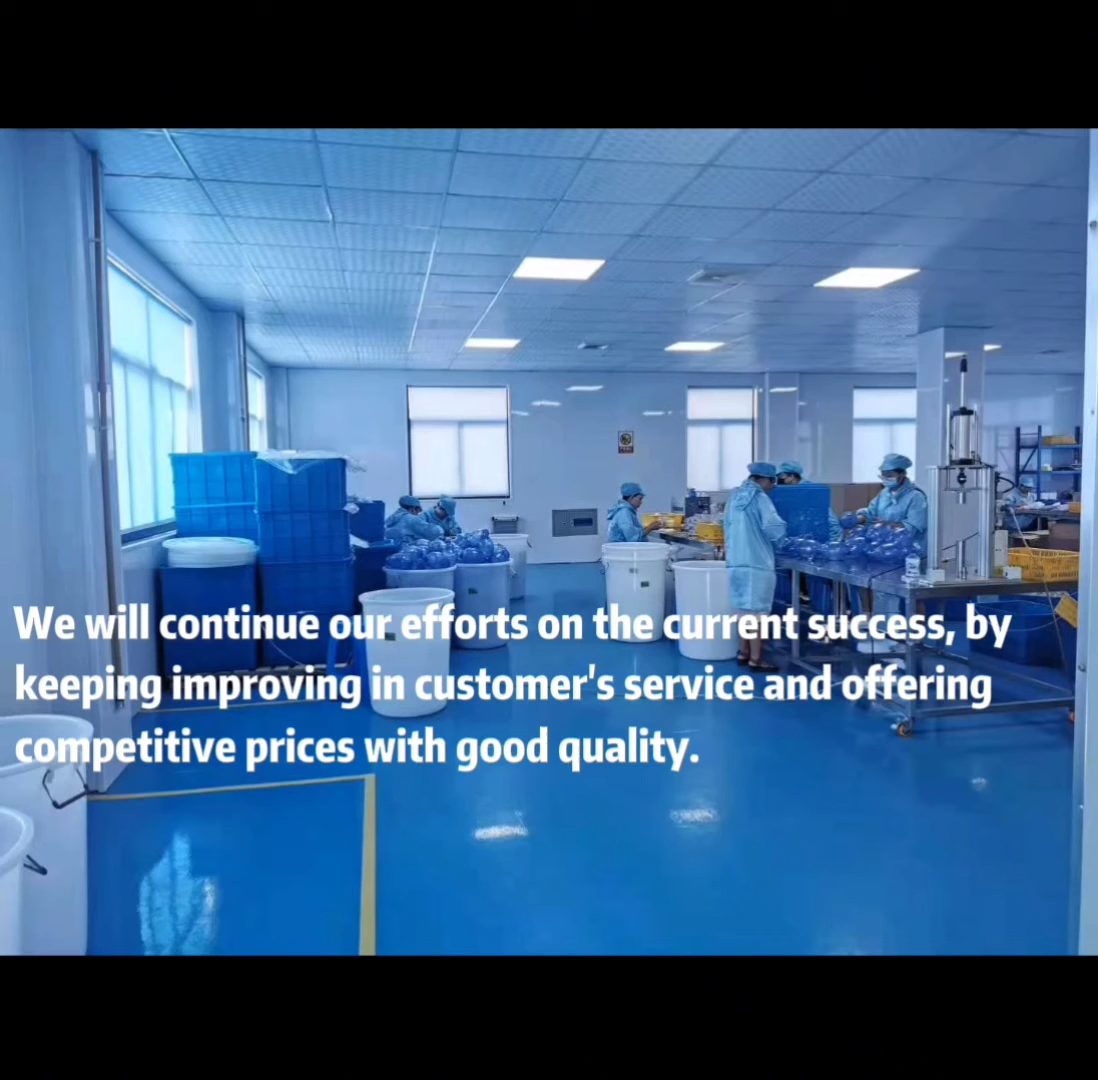 We will continue our efforts on the current success, by
keeping improving in customer's service and offering
competitive prices with good quality.